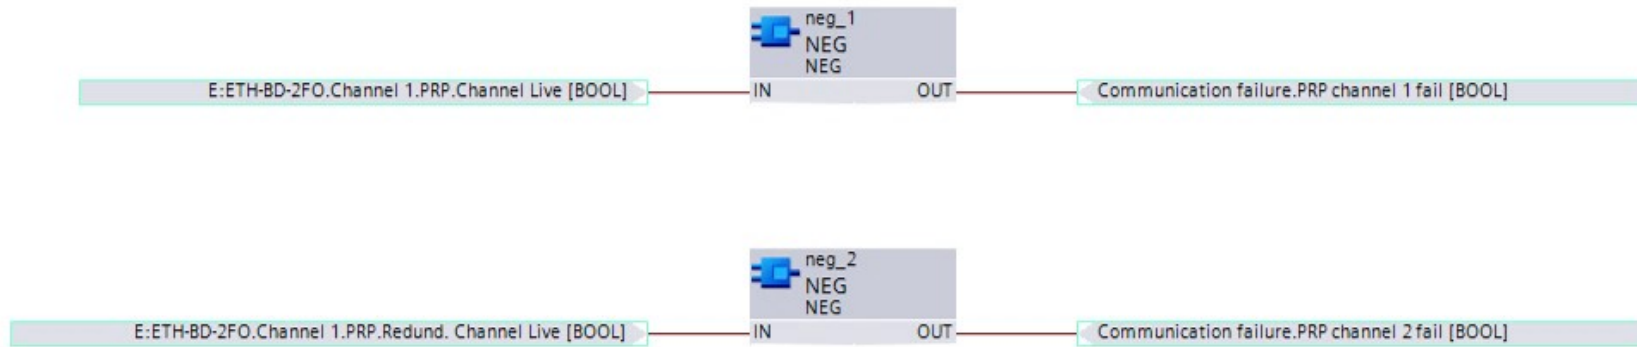 neg_1
NEG
NEG
E:ETH-BD-2FO.Channel 1.PRP.Channel Live [BOOL]
IN
OUT
Communication failure.PRP channel 1 fail [BOOL]
neg_2
NEG
NEG
E:ETH-BD-2FO.Channel 1.PRP.Redund. Channel Live [BOOL]
IN
OUT
Communication failure.PRP channel 2 fail [BOOL]